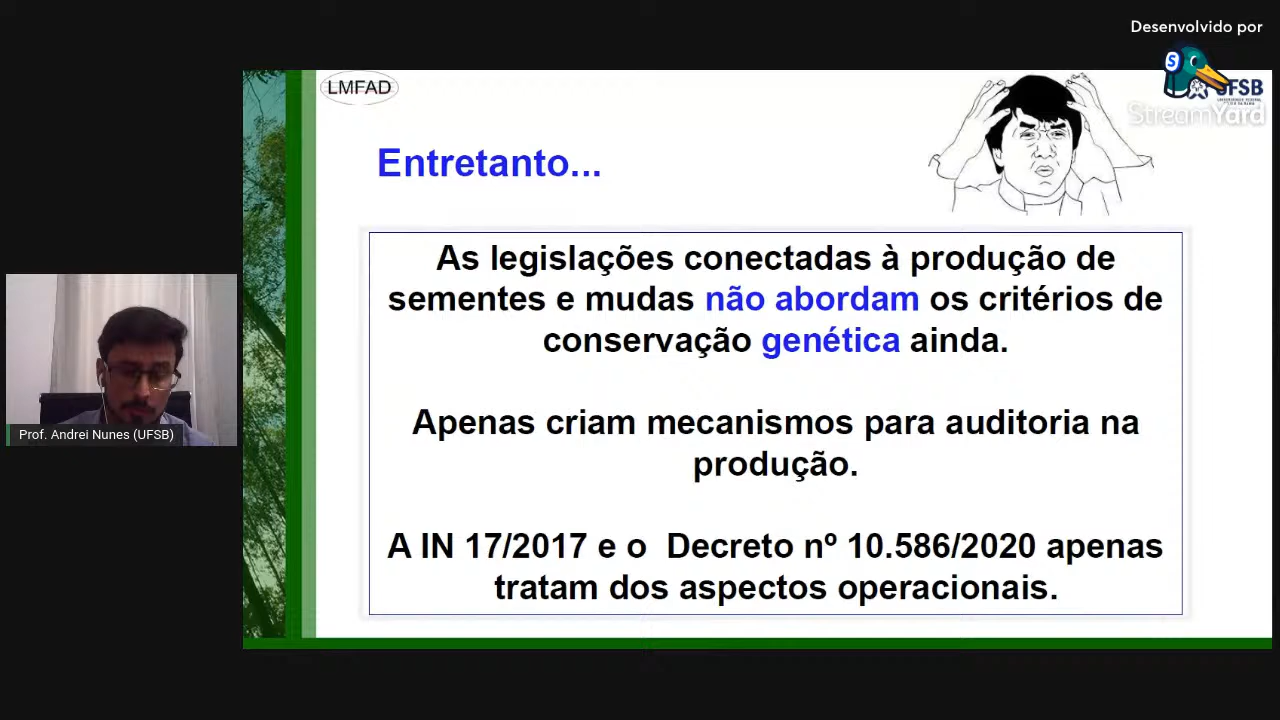 Desenvolvido por
StreamYard
LMFAD
UFSB
Entretanto...
As legislações conectadas à produção de
sementes e mudas não abordam os critérios de
conservação genética ainda.
Apenas criam mecanismos para auditoria na
produção.
A IN 17/2017 e o Decreto nº 10.586/2020 apenas
tratam dos aspectos operacionais.
Prof. Andrei Nunes (UFSB)